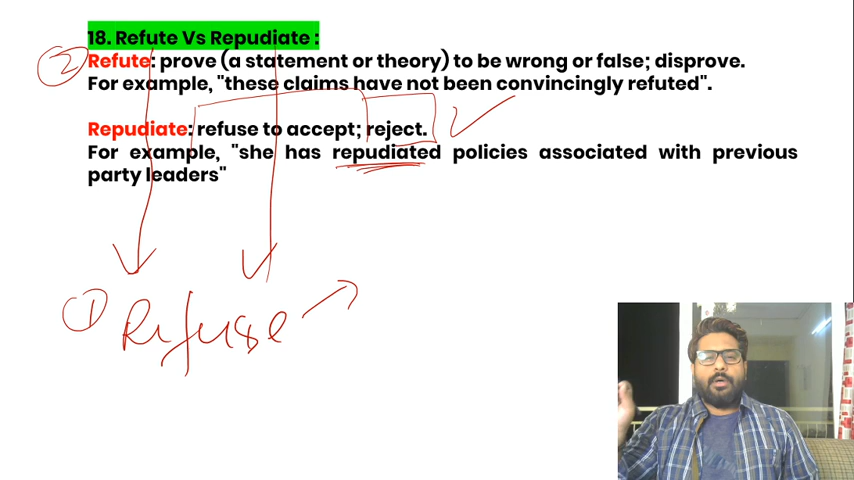 18. Refute Vs Repudiate :
② Refute: prove (a statement or theory) to be wrong or false; disprove.
For example, "these claims have not been convincingly refuted".
Repudiate: refuse to accept; reject.
For example, "she has repudiated policies associated with previous
party leaders"
① Refuse